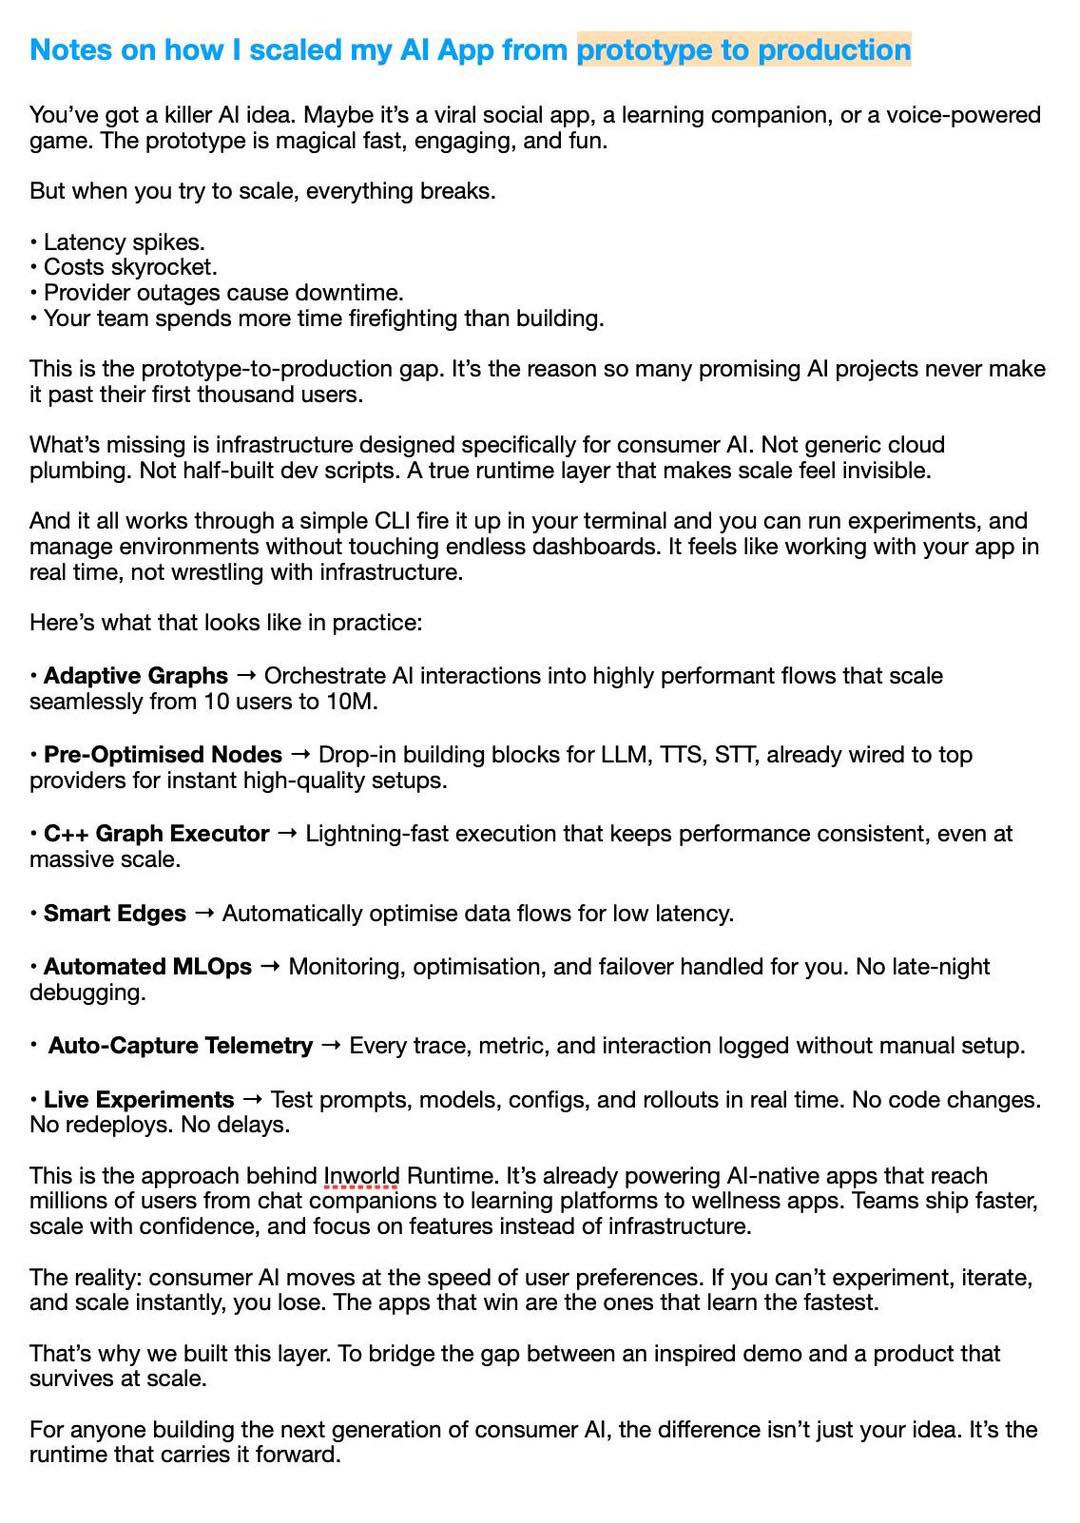 Notes on how I scaled my AI App from prototype to production
You’ve got a killer AI idea. Maybe it’s a viral social app, a learning companion, or a voice-powered
game. The prototype is magical fast, engaging, and fun.
But when you try to scale, everything breaks.
• Latency spikes.
• Costs skyrocket.
• Provider outages cause downtime.
• Your team spends more time firefighting than building.
This is the prototype-to-production gap. It’s the reason so many promising AI projects never make
it past their first thousand users.
What’s missing is infrastructure designed specifically for consumer AI. Not generic cloud
plumbing. Not half-built dev scripts. A true runtime layer that makes scale feel invisible.
And it all works through a simple CLI fire it up in your terminal and you can run experiments, and
manage environments without touching endless dashboards. It feels like working with your app in
real time, not wrestling with infrastructure.
Here’s what that looks like in practice:
• Adaptive Graphs → Orchestrate AI interactions into highly performant flows that scale
seamlessly from 10 users to 10M.
• Pre-Optimised Nodes → Drop-in building blocks for LLM, TTS, STT, already wired to top
providers for instant high-quality setups.
• C++ Graph Executor → Lightning-fast execution that keeps performance consistent, even at
massive scale.
• Smart Edges → Automatically optimise data flows for low latency.
• Automated MLOps → Monitoring, optimisation, and failover handled for you. No late-night
debugging.
• Auto-Capture Telemetry → Every trace, metric, and interaction logged without manual setup.
• Live Experiments → Test prompts, models, configs, and rollouts in real time. No code changes.
No redeploys. No delays.
This is the approach behind Inworld Runtime. It’s already powering AI-native apps that reach
millions of users from chat companions to learning platforms to wellness apps. Teams ship faster,
scale with confidence, and focus on features instead of infrastructure.
The reality: consumer AI moves at the speed of user preferences. If you can’t experiment, iterate,
and scale instantly, you lose. The apps that win are the ones that learn the fastest.
That’s why we built this layer. To bridge the gap between an inspired demo and a product that
survives at scale.
For anyone building the next generation of consumer AI, the difference isn’t just your idea. It’s the
runtime that carries it forward.